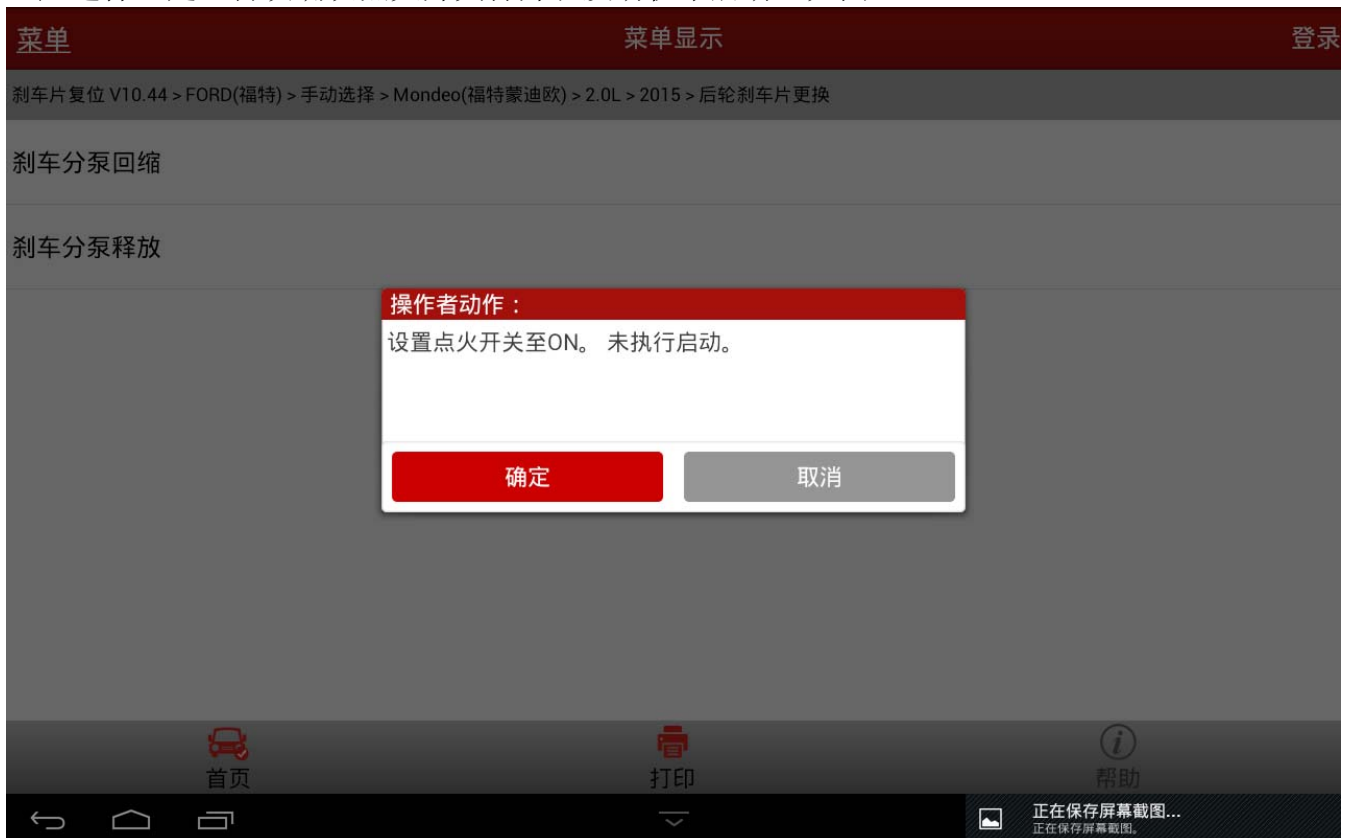 菜单
菜单显示
登录
刹车片复位 V10.44 > FORD(福特) > 手动选择 > Mondeo(福特蒙迪欧) > 2.0L > 2015 > 后轮刹车片更换
刹车分泵回缩
刹车分泵释放
操作者动作：
设置点火开关至ON。 未执行启动。
确定
取消
首页
打印
帮助
正在保存屏幕截图...
正在保存屏幕截图。